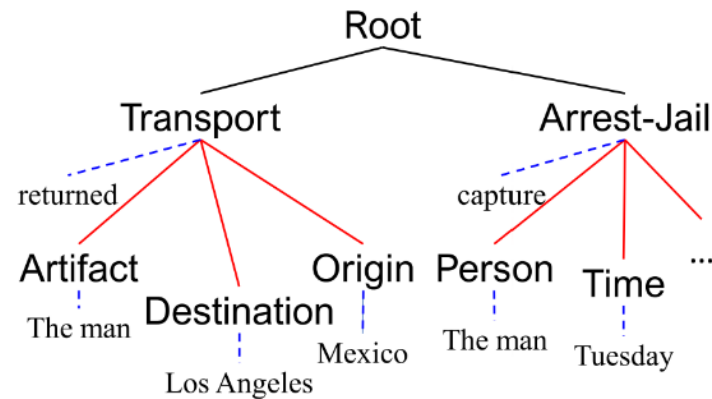 Root
Transport Arrest-Jail
returned capture
Artifact Origin Person ...
Destination Time
The man Mexico The man Tuesday
Los Angeles